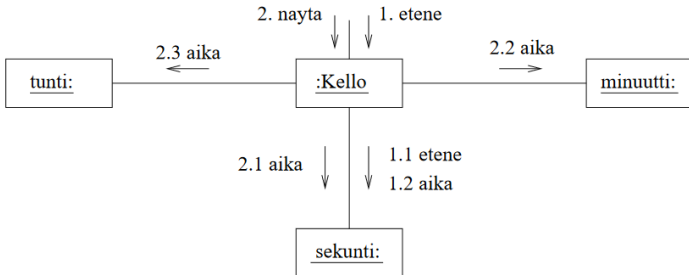 2. nayta
1. etene
2.3 aika
2.2 aika
tunti:
:Kello
minuutti:
2.1 aika
1.1 etene
1.2 aika
sekunti: